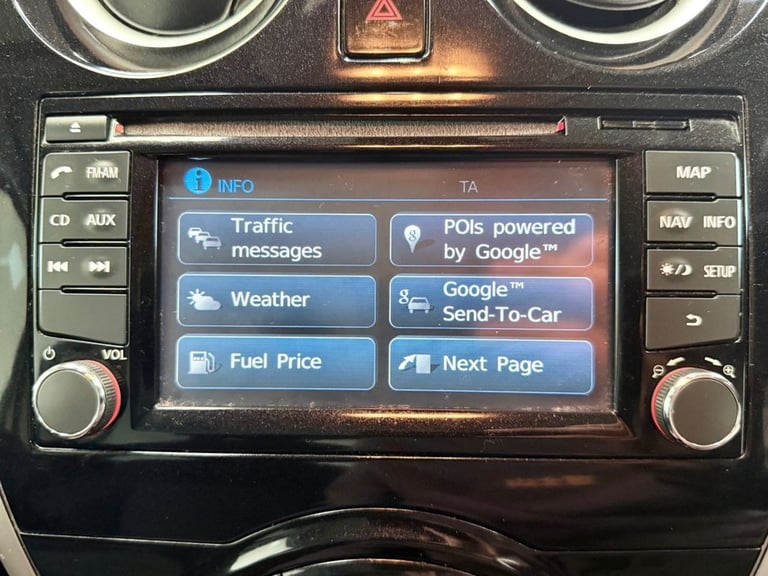 FM·AM
CD AUX
VOL
INFO
TA
Traffic
messages
POIs powered
by Google™
Weather
Google™
Send-To-Car
Fuel Price
Next Page
MAP
NAV INFO
SETUP